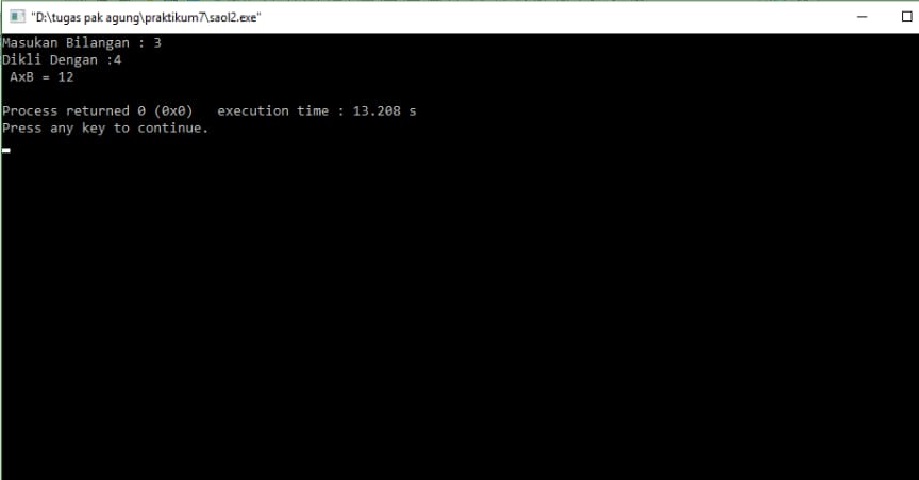 "D:\tugas pak agung\praktikum7\saol2.exe"
Masukan Bilangan : 3
Dikli Dengan :4
AxB = 12
Process returned 0 (0x0)   execution time : 13.208 s
Press any key to continue.